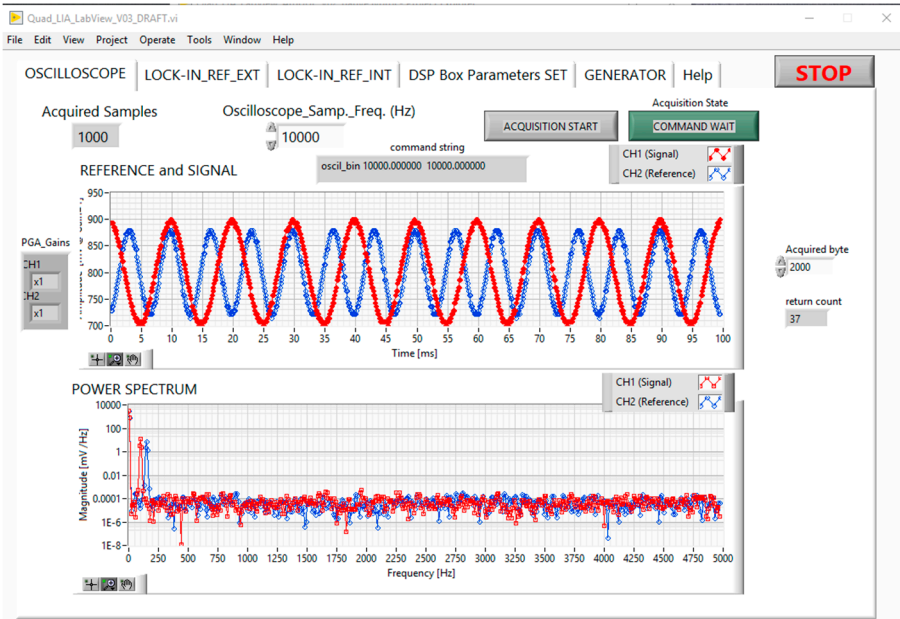 Quad_LIA_LabView_V03_DRAFT.vi
File Edit View Project Operate Tools Window Help
OSCILLOSCOPE LOCK-IN_REF_EXT LOCK-IN_REF_INT DSP Box Parameters SET GENERATOR Help STOP
Acquired Samples
1000
Oscilloscope_Samp._Freq. (Hz)
10000
ACQUISITION START
Acquisition State
COMMAND WAIT
command string
oscil_bin 10000.000000 10000.000000
REFERENCE and SIGNAL
CH1 (Signal)
CH2 (Reference)
PGA_Gains
CH1
x1
CH2
x1
950
900
850
800
750
700
0 5 10 15 20 25 30 35 40 45 50 55 60 65 70 75 80 85 90 95 100
Time [ms]
Acquired byte
2000
return count
37
POWER SPECTRUM
CH1 (Signal)
CH2 (Reference)
Magnitude [mV /Hz]
10000
100
1
0.01
0.0001
1E-6
1E-8
0 250 500 750 1000 1250 1500 1750 2000 2250 2500 2750 3000 3250 3500 3750 4000 4250 4500 4750 5000
Frequency [Hz]